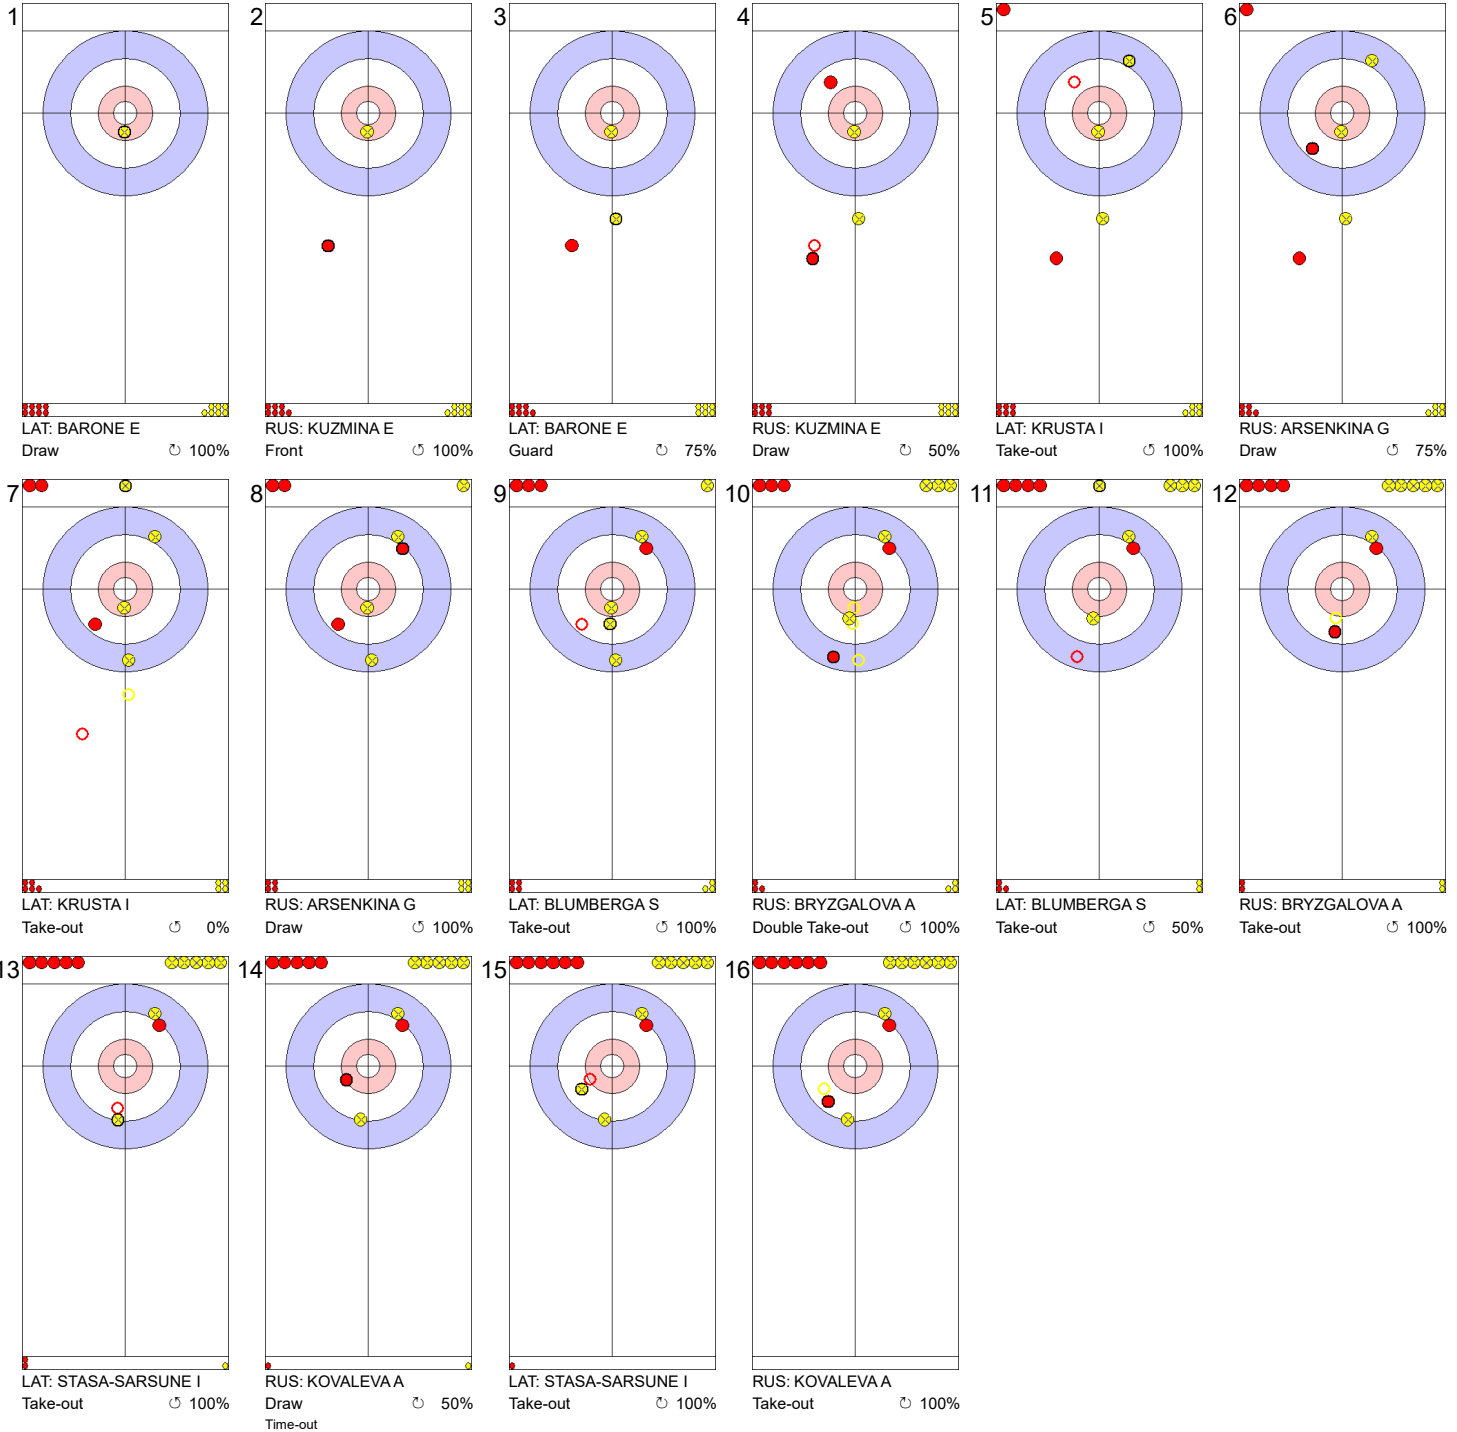 1
LAT: BARONE E
Draw ↻ 100%
2
RUS: KUZMINA E
Front ↺ 100%
3
LAT: BARONE E
Guard ↻ 75%
4
RUS: KUZMINA E
Draw ↻ 50%
5
LAT: KRUSTA I
Take-out ↺ 100%
6
RUS: ARSENKINA G
Draw ↻ 75%
7
LAT: KRUSTA I
Take-out ↺ 0%
8
RUS: ARSENKINA G
Draw ↺ 100%
9
LAT: BLUMBERGA S
Take-out ↺ 100%
10
RUS: BRYZGALOVA A
Double Take-out ↺ 100%
11
LAT: BLUMBERGA S
Take-out ↺ 50%
12
RUS: BRYZGALOVA A
Take-out ↺ 100%
13
LAT: STASA-SARSUNE I
Take-out ↺ 100%
14
RUS: KOVALEVA A
Draw ↻ 50%
Time-out
15
LAT: STASA-SARSUNE I
Take-out ↻ 100%
16
RUS: KOVALEVA A
Take-out ↻ 100%